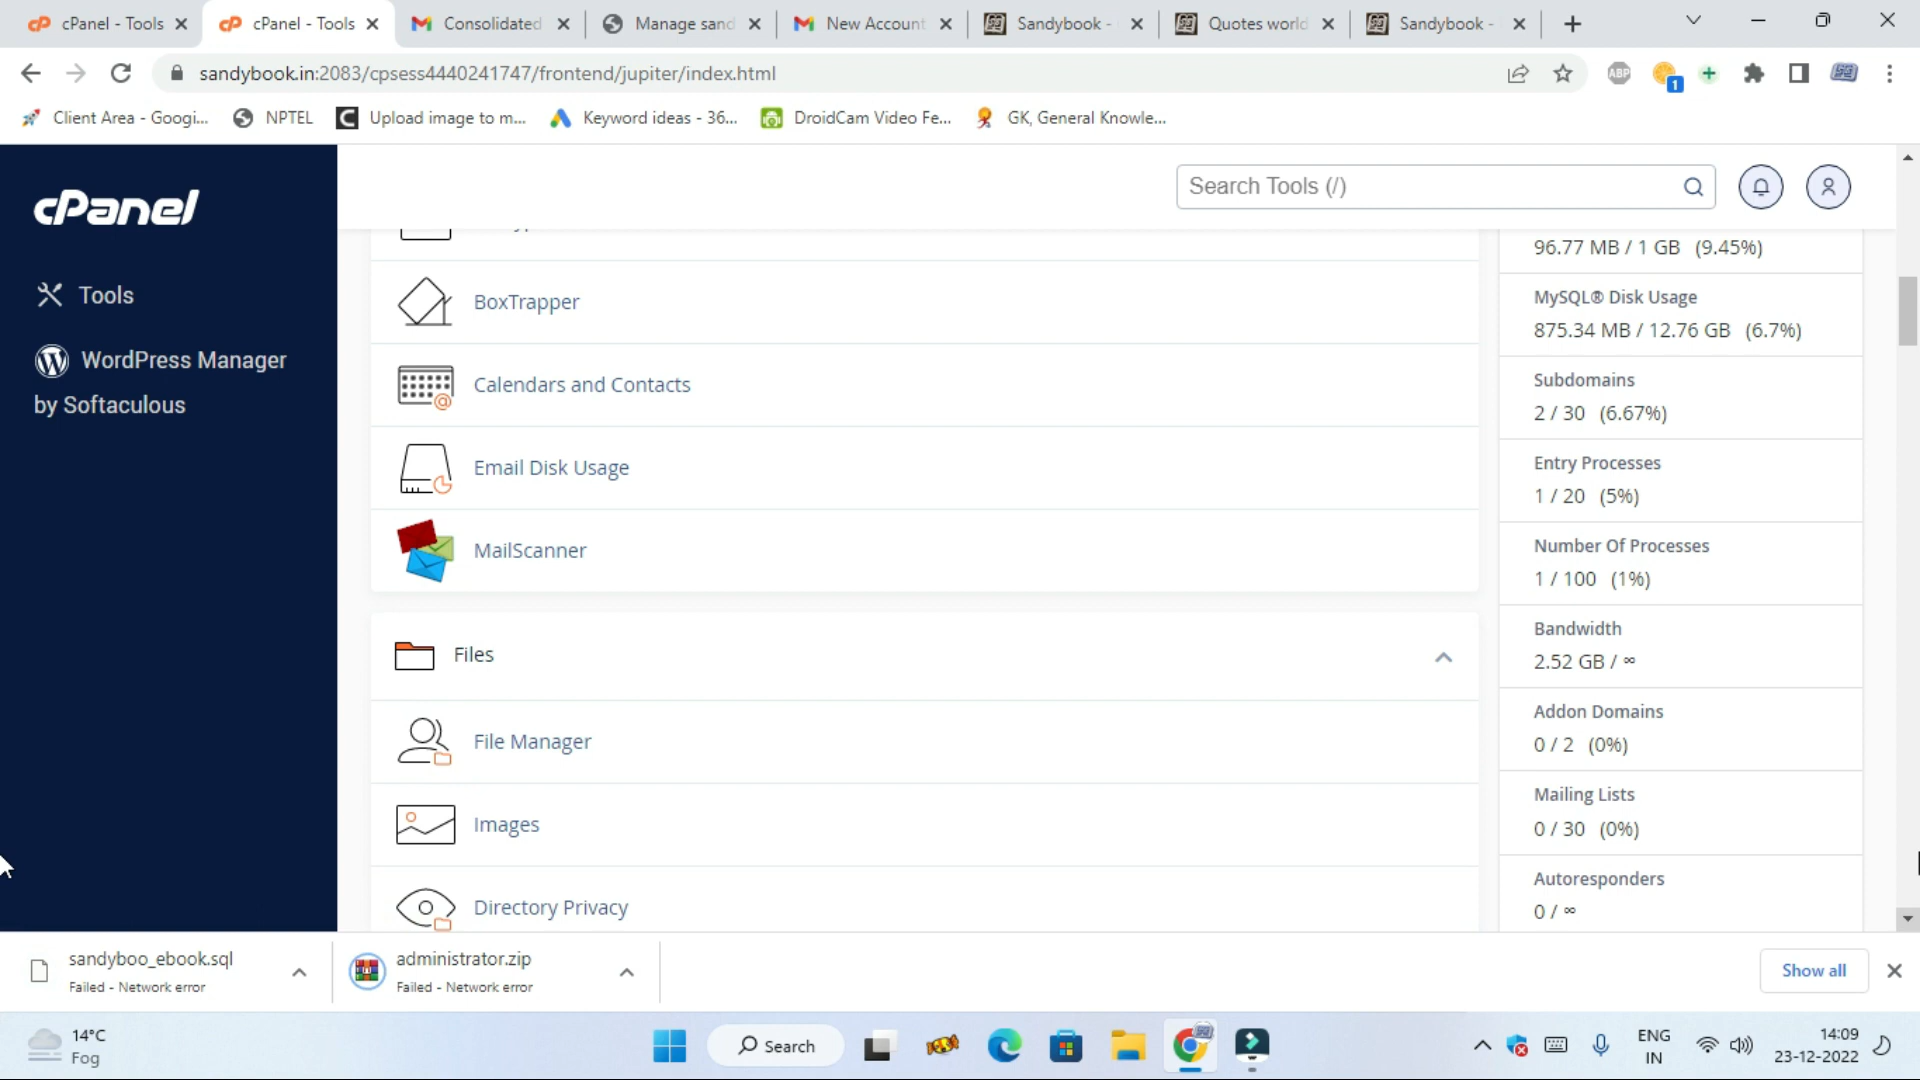 cPanel - Tools
cPanel - Tools
Consolidated
Manage sand
New Account
Sandybook -
Quotes world
Sandybook -
sandybook.in:2083/cpsess4440241747/frontend/jupiter/index.html
ABP
1
Client Area - Googi...
NPTEL
Upload image to m...
Keyword ideas - 36...
DroidCam Video Fe...
GK, General Knowle...
cPanel
Search Tools (/)
Tools
WordPress Manager
by Softaculous
BoxTrapper
Calendars and Contacts
Email Disk Usage
MailScanner
Files
File Manager
Images
Directory Privacy
96.77 MB / 1 GB (9.45%)
MySQL® Disk Usage
875.34 MB / 12.76 GB (6.7%)
Subdomains
2 / 30 (6.67%)
Entry Processes
1 / 20 (5%)
Number Of Processes
1 / 100 (1%)
Bandwidth
2.52 GB / ∞
Addon Domains
0 / 2 (0%)
Mailing Lists
0 / 30 (0%)
Autoresponders
0 / ∞
sandyboo_ebook.sql
Failed - Network error
administrator.zip
Failed - Network error
Show all
14°C
Fog
Search
ENG
IN
14:09
23-12-2022